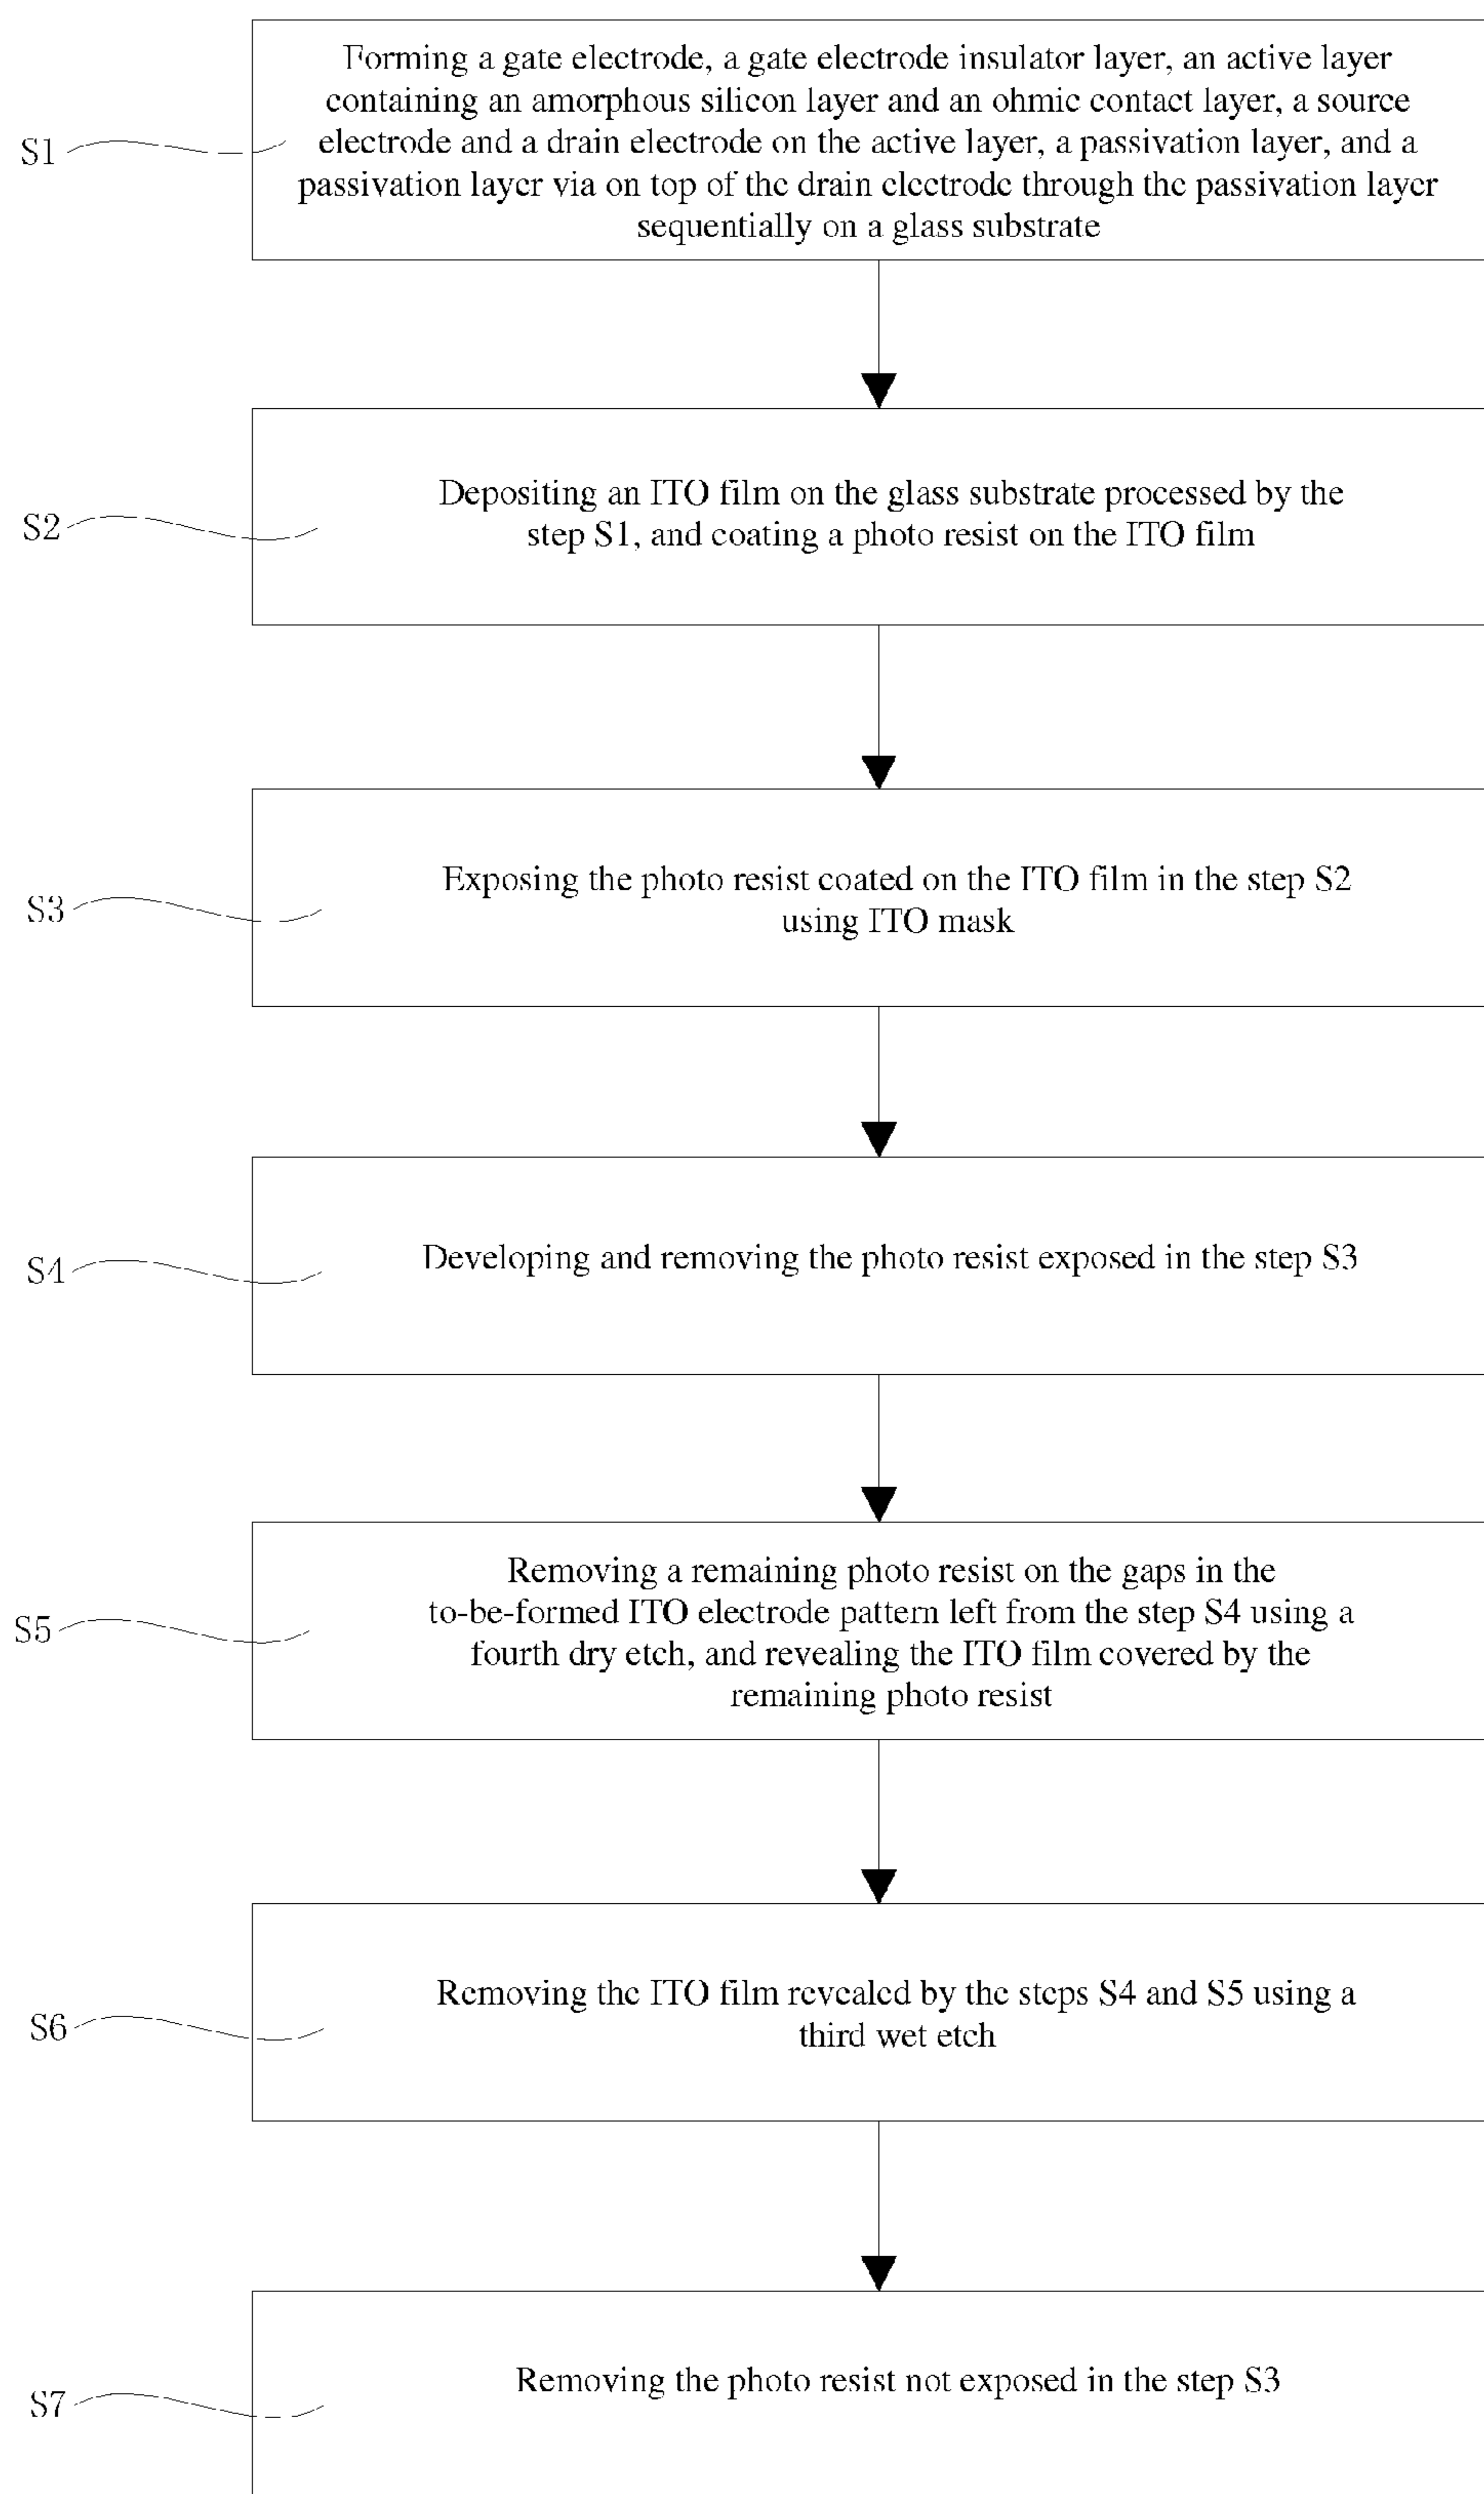 Forming a gate electrode, a gate electrode insulator layer, an active layer
containing an amorphous silicon layer and an ohmic contact layer, a source
electrode and a drain electrode on the active layer, a passivation layer, and a
passivation layer via on top of the drain electrode through the passivation layer
sequentially on a glass substrate
S1
Depositing an ITO film on the glass substrate processed by the
step S1, and coating a photo resist on the ITO film
S2
Exposing the photo resist coated on the ITO film in the step S2
using ITO mask
S3
Developing and removing the photo resist exposed in the step S3
S4
Removing a remaining photo resist on the gaps in the
to-be-formed ITO electrode pattern left from the step S4 using a
fourth dry etch, and revealing the ITO film covered by the
remaining photo resist
S5
Removing the ITO film revealed by the steps S4 and S5 using a
third wet etch
S6
Removing the photo resist not exposed in the step S3
S7